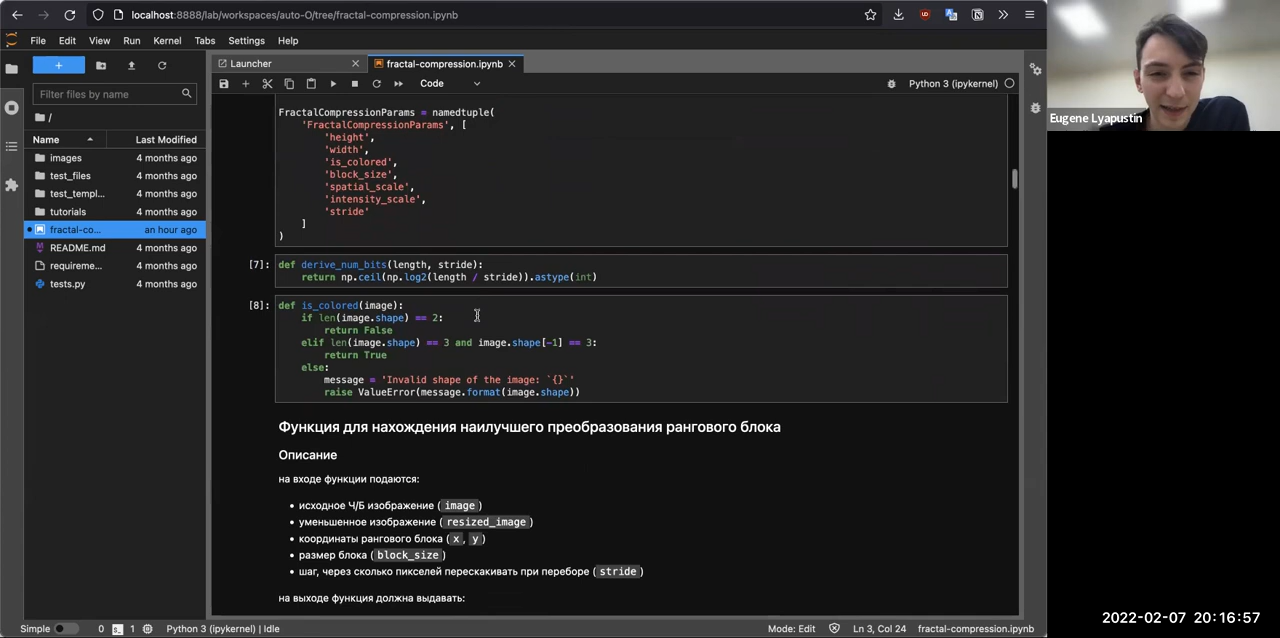 localhost:8888/lab/workspaces/auto-O/tree/fractal-compression.ipynb
File Edit View Run Kernel Tabs Settings Help
Filter files by name
/
Name Last Modified
images 4 months ago
test_files 4 months ago
test_templ... 4 months ago
tutorials 4 months ago
fractal-co... an hour ago
README.md 4 months ago
requireme... 4 months ago
tests.py 4 months ago
Launcher
fractal-compression.ipynb
Code
Python 3 (ipykernel)
FractalCompressionParams = namedtuple(
'FractalCompressionParams', [
'height',
'width',
'is_colored',
'block_size',
'spatial_scale',
'intensity_scale',
'stride'
]
)
[7]: def derive_num_bits(length, stride):
return np.ceil(np.log2(length / stride)).astype(int)
[8]: def is_colored(image):
if len(image.shape) == 2:
return False
elif len(image.shape) == 3 and image.shape[-1] == 3:
return True
else:
message = 'Invalid shape of the image: `{}`'
raise ValueError(message.format(image.shape))
Функция для нахождения наилучшего преобразования рангового блока
Описание
на входе функции подаются:
• исходное Ч/Б изображение (image)
• уменьшенное изображение (resized_image)
• координаты рангового блока (x, y)
• размер блока (block_size)
• шаг, через сколько пикселей перескакивать при переборе (stride)
на выходе функция должна выдавать:
Simple 0 1 Python 3 (ipykernel) | Idle
Mode: Edit Ln 3, Col 24 fractal-compression.ipynb
Eugene Lyapustin
2022-02-07 20:16:57